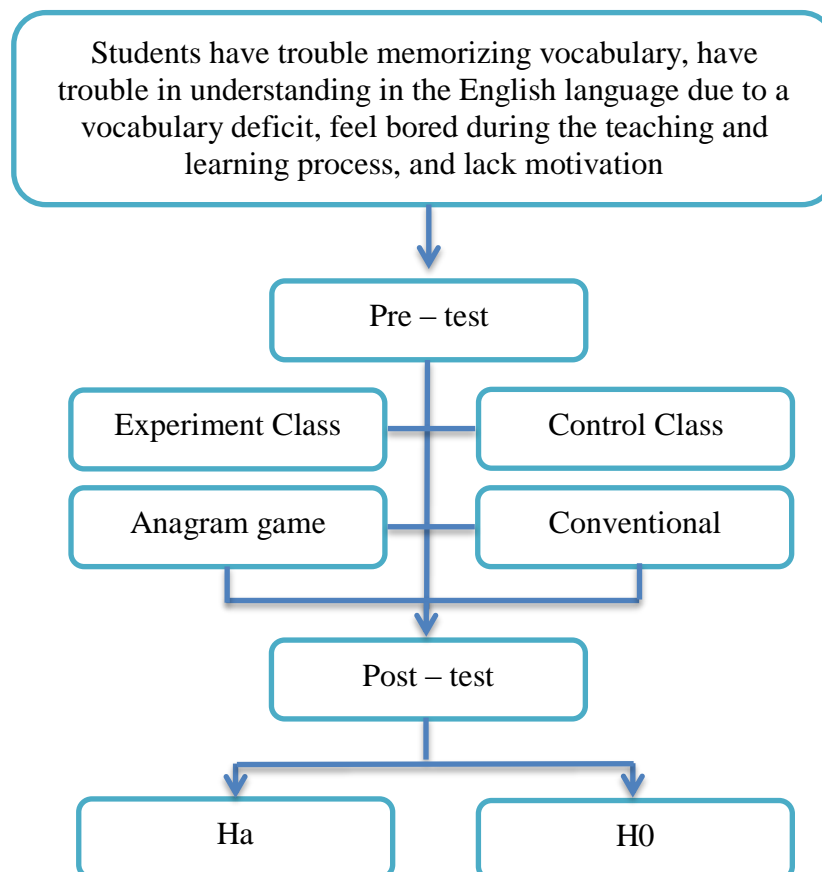 Students have trouble memorizing vocabulary, have
trouble in understanding in the English language due to a
vocabulary deficit, feel bored during the teaching and
learning process, and lack motivation
Pre – test
Experiment Class
Control Class
Anagram game
Conventional
Post – test
Ha
H0